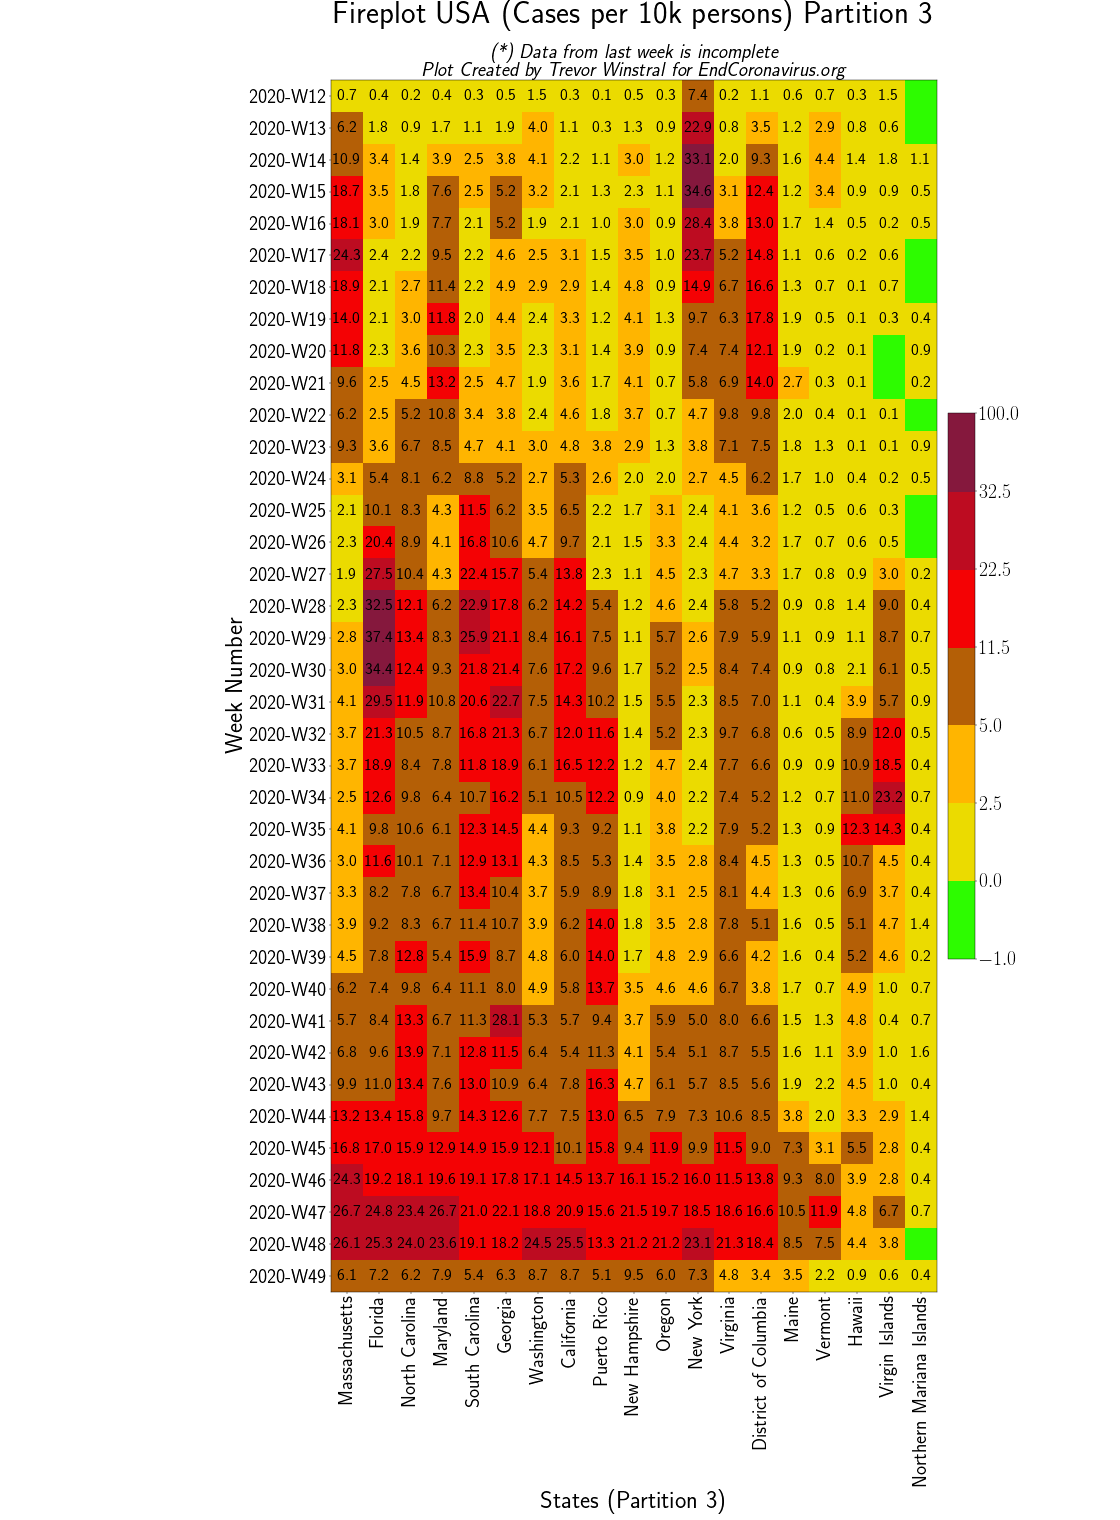 Fireplot USA (Cases per 10k persons) Partition 3
(*) Data from last week is incomplete
Plot Created by Trevor Winstral for EndCoronavirus.org
2020-W12 0.7 0.4 0.2 0.4 0.3 0.5 1.5 0.3 0.1 0.5 0.3 7.4 0.2 1.1 0.6 0.7 0.3 1.5
2020-W13 6.2 1.8 0.9 1.7 1.1 1.9 4.0 1.1 0.3 1.3 0.9 22.9 0.8 3.5 1.2 2.9 0.8 0.6
2020-W14 10.9 3.4 1.4 3.9 2.5 3.8 4.1 2.2 1.1 3.0 1.2 33.1 2.0 9.3 1.6 4.4 1.4 1.8 1.1
2020-W15 18.7 3.5 1.8 7.6 2.5 5.2 3.2 2.1 1.3 2.3 1.1 34.6 3.1 12.4 1.2 3.4 0.9 0.9 0.5
2020-W16 18.1 3.0 1.9 7.7 2.1 5.2 1.9 2.1 1.0 3.0 0.9 28.4 3.8 13.0 1.7 1.4 0.5 0.2 0.5
2020-W17 24.3 2.4 2.2 9.5 2.2 4.6 2.5 3.1 1.5 3.5 1.0 23.7 5.2 14.8 1.1 0.6 0.2 0.6
2020-W18 18.9 2.1 2.7 11.4 2.2 4.9 2.9 2.9 1.4 4.8 0.9 14.9 6.7 16.6 1.3 0.7 0.1 0.7
2020-W19 14.0 2.1 3.0 11.8 2.0 4.4 2.4 3.3 1.2 4.1 1.3 9.7 6.3 17.8 1.9 0.5 0.1 0.3 0.4
2020-W20 11.8 2.3 3.6 10.3 2.3 3.5 2.3 3.1 1.4 3.9 0.9 7.4 7.4 12.1 1.9 0.2 0.1 0.9
2020-W21 9.6 2.5 4.5 13.2 2.5 4.7 1.9 3.6 1.7 4.1 0.7 5.8 6.9 14.0 2.7 0.3 0.1 0.2
2020-W22 6.2 2.5 5.2 10.8 3.4 3.8 2.4 4.6 1.8 3.7 0.7 4.7 9.8 9.8 2.0 0.4 0.1 0.1
2020-W23 9.3 3.6 6.7 8.5 4.7 4.1 3.0 4.8 3.8 2.9 1.3 3.8 7.1 7.5 1.8 1.3 0.1 0.1 0.9
2020-W24 3.1 5.4 8.1 6.2 8.8 5.2 2.7 5.3 2.6 2.0 2.0 2.7 4.5 6.2 1.7 1.0 0.4 0.2 0.5
2020-W25 2.1 10.1 8.3 4.3 11.5 6.2 3.5 6.5 2.2 1.7 3.1 2.4 4.1 3.6 1.2 0.5 0.6 0.3
2020-W26 2.3 20.4 8.9 4.1 16.8 10.6 4.7 9.7 2.1 1.5 3.3 2.4 4.4 3.2 1.7 0.7 0.6 0.5
2020-W27 1.9 27.5 10.4 4.3 22.4 15.7 5.4 13.8 2.3 1.1 4.5 2.3 4.7 3.3 1.7 0.8 0.9 3.0 0.2
2020-W28 2.3 32.5 12.1 6.2 22.9 17.8 6.2 14.2 5.4 1.2 4.6 2.4 5.8 5.2 0.9 0.8 1.4 9.0 0.4
2020-W29 2.8 37.4 13.4 8.3 25.9 21.1 8.4 16.1 7.5 1.1 5.7 2.6 7.9 5.9 1.1 0.9 1.1 8.7 0.7
2020-W30 3.0 34.4 12.4 9.3 21.8 21.4 7.6 17.2 9.6 1.7 5.2 2.5 8.4 7.4 0.9 0.8 2.1 6.1 0.5
2020-W31 4.1 29.5 11.9 10.8 20.6 22.7 7.5 14.3 10.2 1.5 5.5 2.3 8.5 7.0 1.1 0.4 3.9 5.7 0.9
2020-W32 3.7 21.3 10.5 8.7 16.8 21.3 6.7 12.0 11.6 1.4 5.2 2.3 9.7 6.8 0.6 0.5 8.9 12.0 0.5
2020-W33 3.7 18.9 8.4 7.8 11.8 18.9 6.1 16.5 12.2 1.2 4.7 2.4 7.7 6.6 0.9 0.9 10.9 18.5 0.4
2020-W34 2.5 12.6 9.8 6.4 10.7 16.2 5.1 10.5 12.2 0.9 4.0 2.2 7.4 5.2 1.2 0.7 11.0 23.2 0.7
2020-W35 4.1 9.8 10.6 6.1 12.3 14.5 4.4 9.3 9.2 1.1 3.8 2.2 7.9 5.2 1.3 0.9 12.3 14.3 0.4
2020-W36 3.0 11.6 10.1 7.1 12.9 13.1 4.3 8.5 5.3 1.4 3.5 2.8 8.4 4.5 1.3 0.5 10.7 4.5 0.4
2020-W37 3.3 8.2 7.8 6.7 13.4 10.4 3.7 5.9 8.9 1.8 3.1 2.5 8.1 4.4 1.3 0.6 6.9 3.7 0.4
2020-W38 3.9 9.2 8.3 6.7 11.4 10.7 3.9 6.2 14.0 1.8 3.5 2.8 7.8 5.1 1.6 0.5 5.1 4.7 1.4
2020-W39 4.5 7.8 12.8 5.4 15.9 8.7 4.8 6.0 14.0 1.7 4.8 2.9 6.6 4.2 1.6 0.4 5.2 4.6 0.2
2020-W40 6.2 7.4 9.8 6.4 11.1 8.0 4.9 5.8 13.7 3.5 4.6 4.6 6.7 3.8 1.7 0.7 4.9 1.0 0.7
2020-W41 5.7 8.4 13.3 6.7 11.3 28.1 5.3 5.7 9.4 3.7 5.9 5.0 8.0 6.6 1.5 1.3 4.8 0.4 0.7
2020-W42 6.8 9.6 13.9 7.1 12.8 11.5 6.4 5.4 11.3 4.1 5.4 5.1 8.7 5.5 1.6 1.1 3.9 1.0 1.6
2020-W43 9.9 11.0 13.4 7.6 13.0 10.9 6.4 7.8 16.3 4.7 6.1 5.7 8.5 5.6 1.9 2.2 4.5 1.0 0.4
2020-W44 13.2 13.4 15.8 9.7 14.3 12.6 7.7 7.5 13.0 6.5 7.9 7.3 10.6 8.5 3.8 2.0 3.3 2.9 1.4
2020-W45 16.8 17.0 15.9 12.9 14.9 15.9 12.1 10.1 15.8 9.4 11.9 9.9 11.5 9.0 7.3 3.1 5.5 2.8 0.4
2020-W46 24.3 19.2 18.1 19.6 19.1 17.8 17.1 14.5 13.7 16.1 15.2 16.0 11.5 13.8 9.3 8.0 3.9 2.8 0.4
2020-W47 26.7 24.8 23.4 26.7 21.0 22.1 18.8 20.9 15.6 21.5 19.7 18.5 18.6 16.6 10.5 11.9 4.8 6.7 0.7
2020-W48 26.1 25.3 24.0 23.6 19.1 18.2 24.5 25.5 13.3 21.2 21.2 23.1 21.3 18.4 8.5 7.5 4.4 3.8
2020-W49 6.1 7.2 6.2 7.9 5.4 6.3 8.7 8.7 5.1 9.5 6.0 7.3 4.8 3.4 3.5 2.2 0.9 0.6 0.4
Week Number
Massachusetts
Florida
North Carolina
Maryland
South Carolina
Georgia
Washington
California
Puerto Rico
New Hampshire
Oregon
New York
Virginia
District of Columbia
Maine
Vermont
Hawaii
Virgin Islands
Northern Mariana Islands
States (Partition 3)
100.0
32.5
22.5
11.5
5.0
2.5
0.0
−1.0